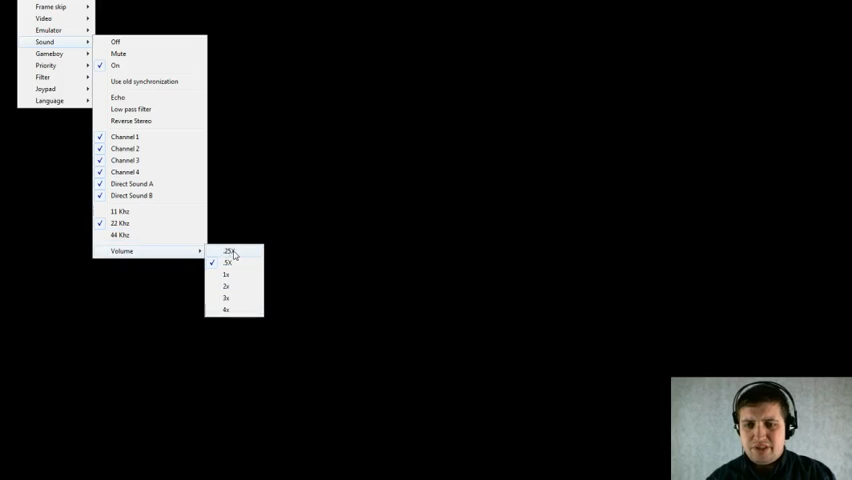 Frame skip
Video
Emulator
Sound
Gameboy
Priority
Filter
Joypad
Language
Off
Mute
On
Use old synchronization
Echo
Low pass filter
Reverse Stereo
Channel 1
Channel 2
Channel 3
Channel 4
Direct Sound A
Direct Sound B
11 Khz
22 Khz
44 Khz
Volume
.25X
.5X
1x
2x
3x
4x